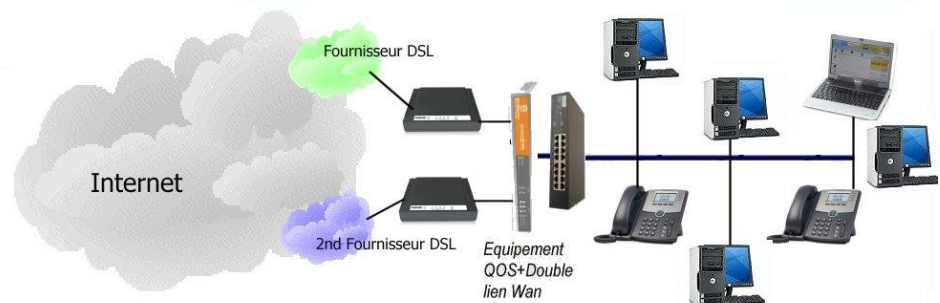 Fournisseur DSL
Internet
2nd Fournisseur DSL
Equipement
QOS+Double
lien Wan